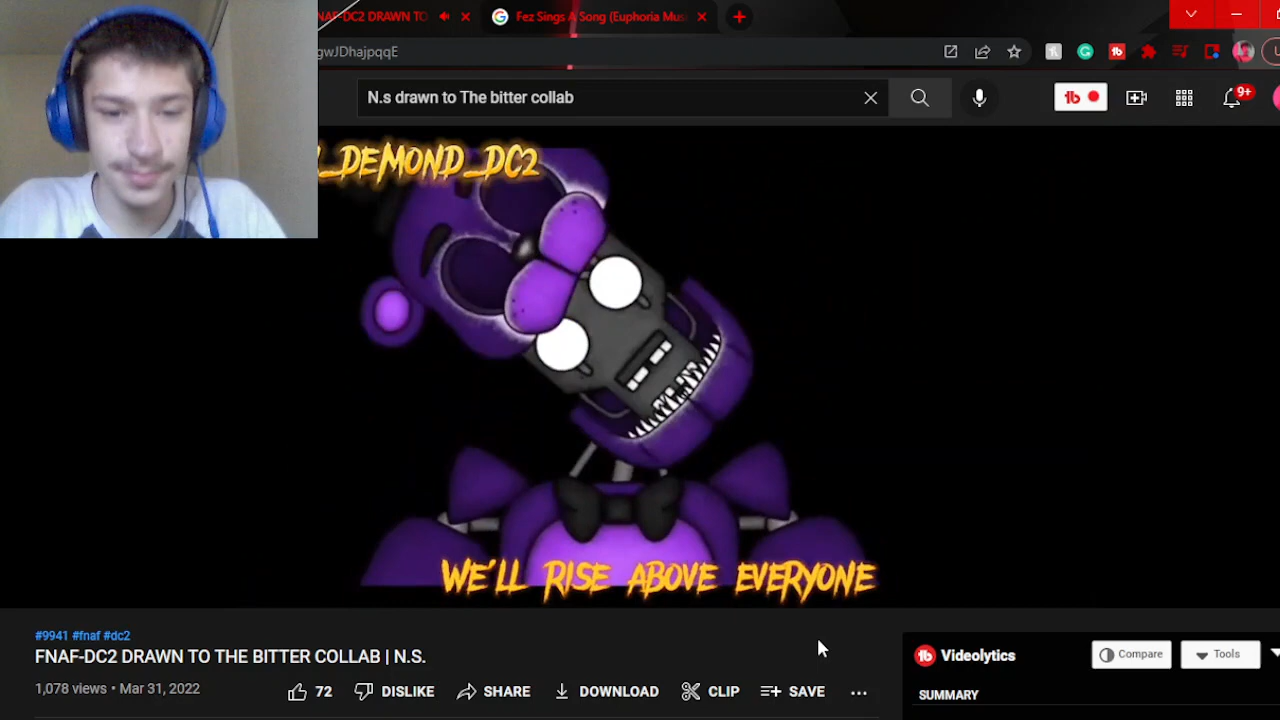 NAF-DC2 DRAWN TO
Fez Sings A Song (Euphoria Mus
gwJDhajpqqE
N.s drawn to The bitter collab
9+
_DEMOND_DC2
WE'LL RISE ABOVE EVERYONE
#9941 #fnaf #dc2
FNAF-DC2 DRAWN TO THE BITTER COLLAB | N.S.
1,078 views • Mar 31, 2022
72 DISLIKE SHARE DOWNLOAD CLIP SAVE ...
tb Videolytics
Compare
Tools
SUMMARY